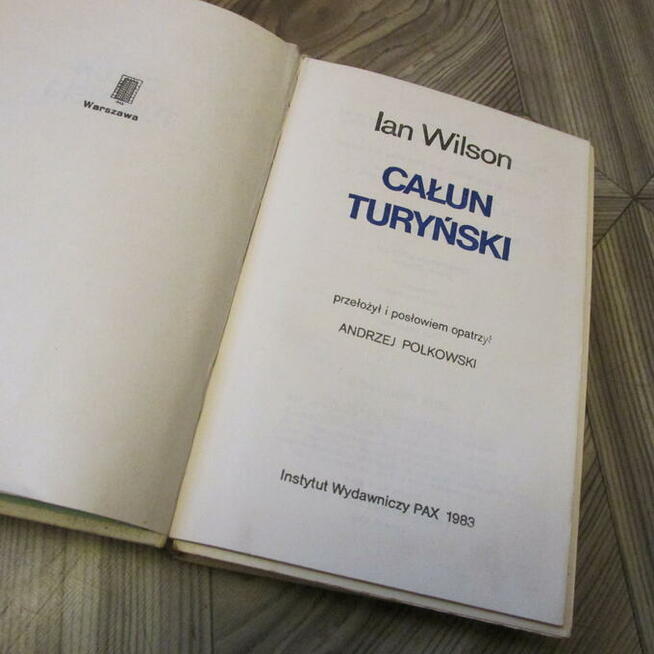 Warszawa
Ian Wilson
CAŁUN
TURYŃSKI
przełożył i posłowiem opatrzył
ANDRZEJ POLKOWSKI
Instytut Wydawniczy PAX 1983